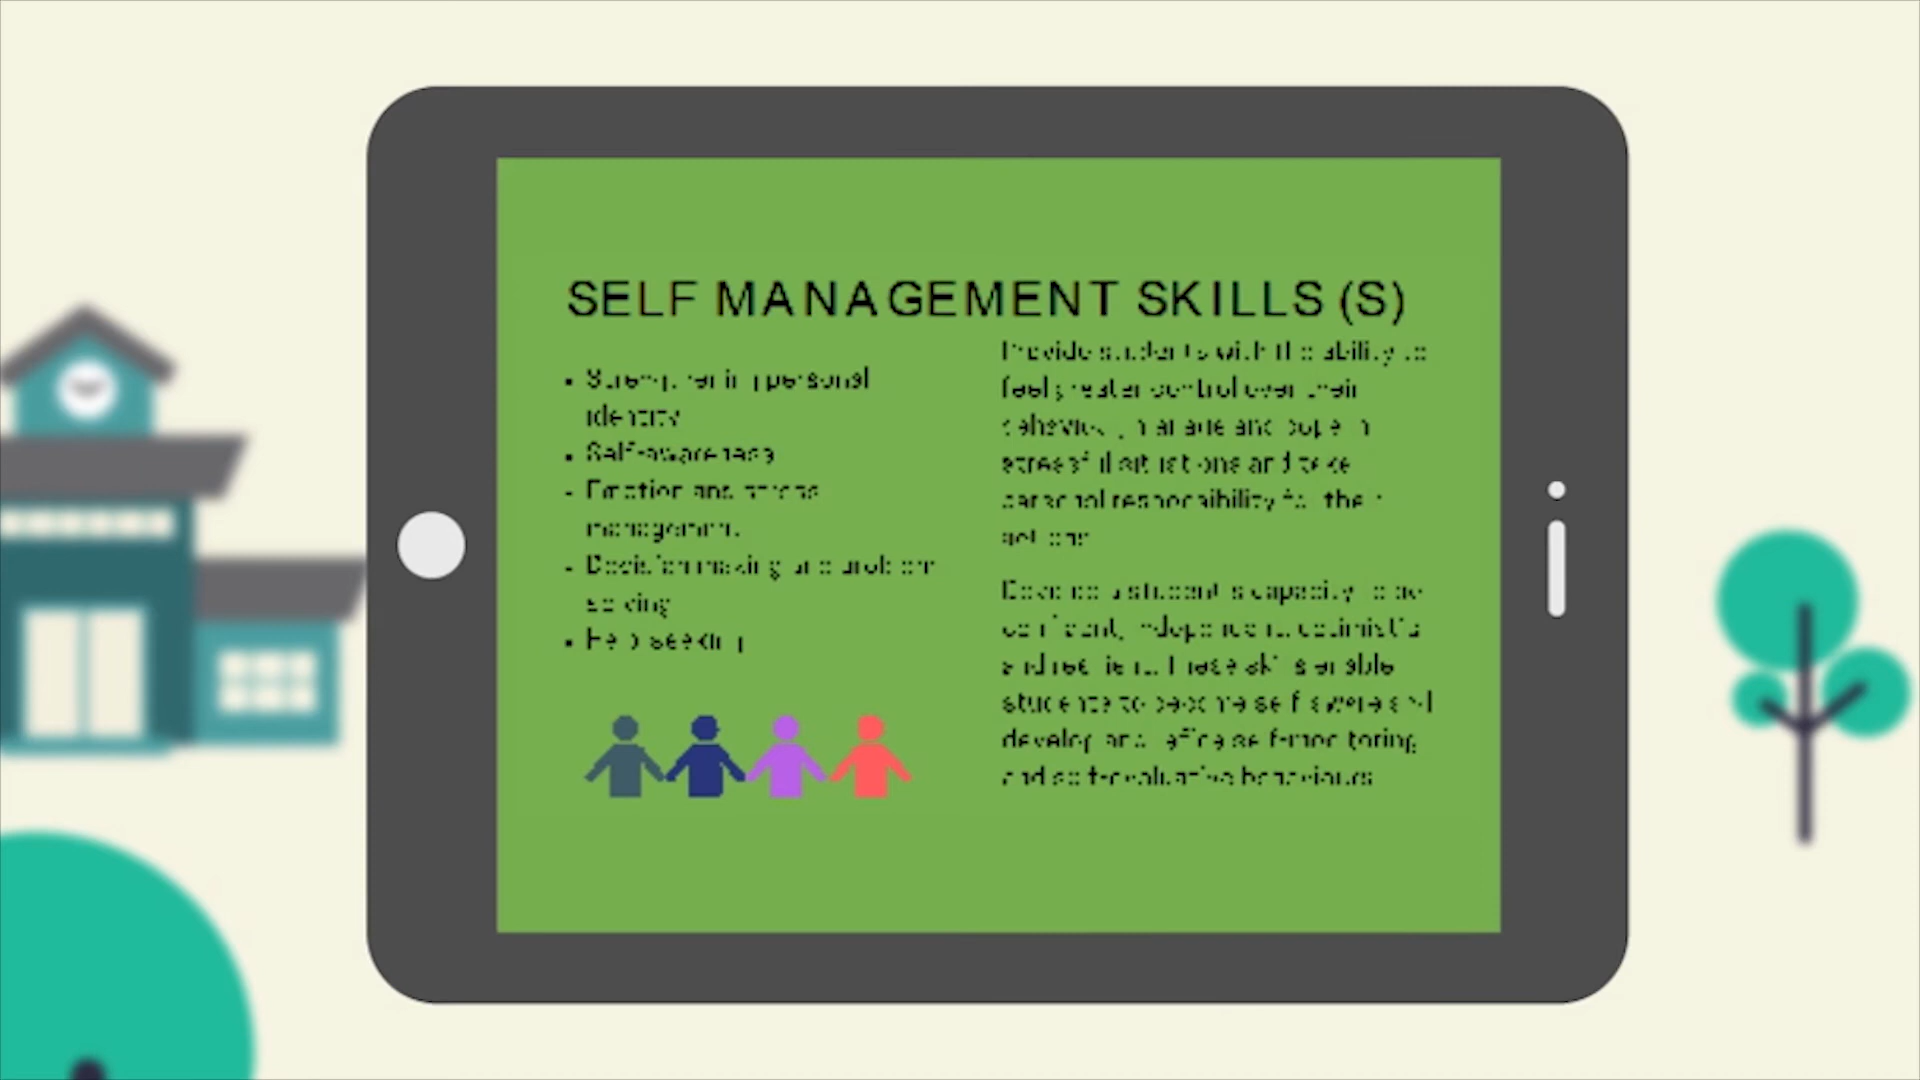 SELF MANAGEMENT SKILLS (S)
• Strengthening personal
identity
• Self-awareness
• Emotion and stress
management
• Decision making and problem
solving
• Help seeking
Provide students with the ability to
feel greater control over their
behaviour, manage and cope in
stressful situations and take
personal responsibility for their
actions
Develop a student's capacity to be
confident, independent, optimistic
and resilient. These skills enable
students to become self aware and
develop and self-monitoring
and self-evaluative behaviours